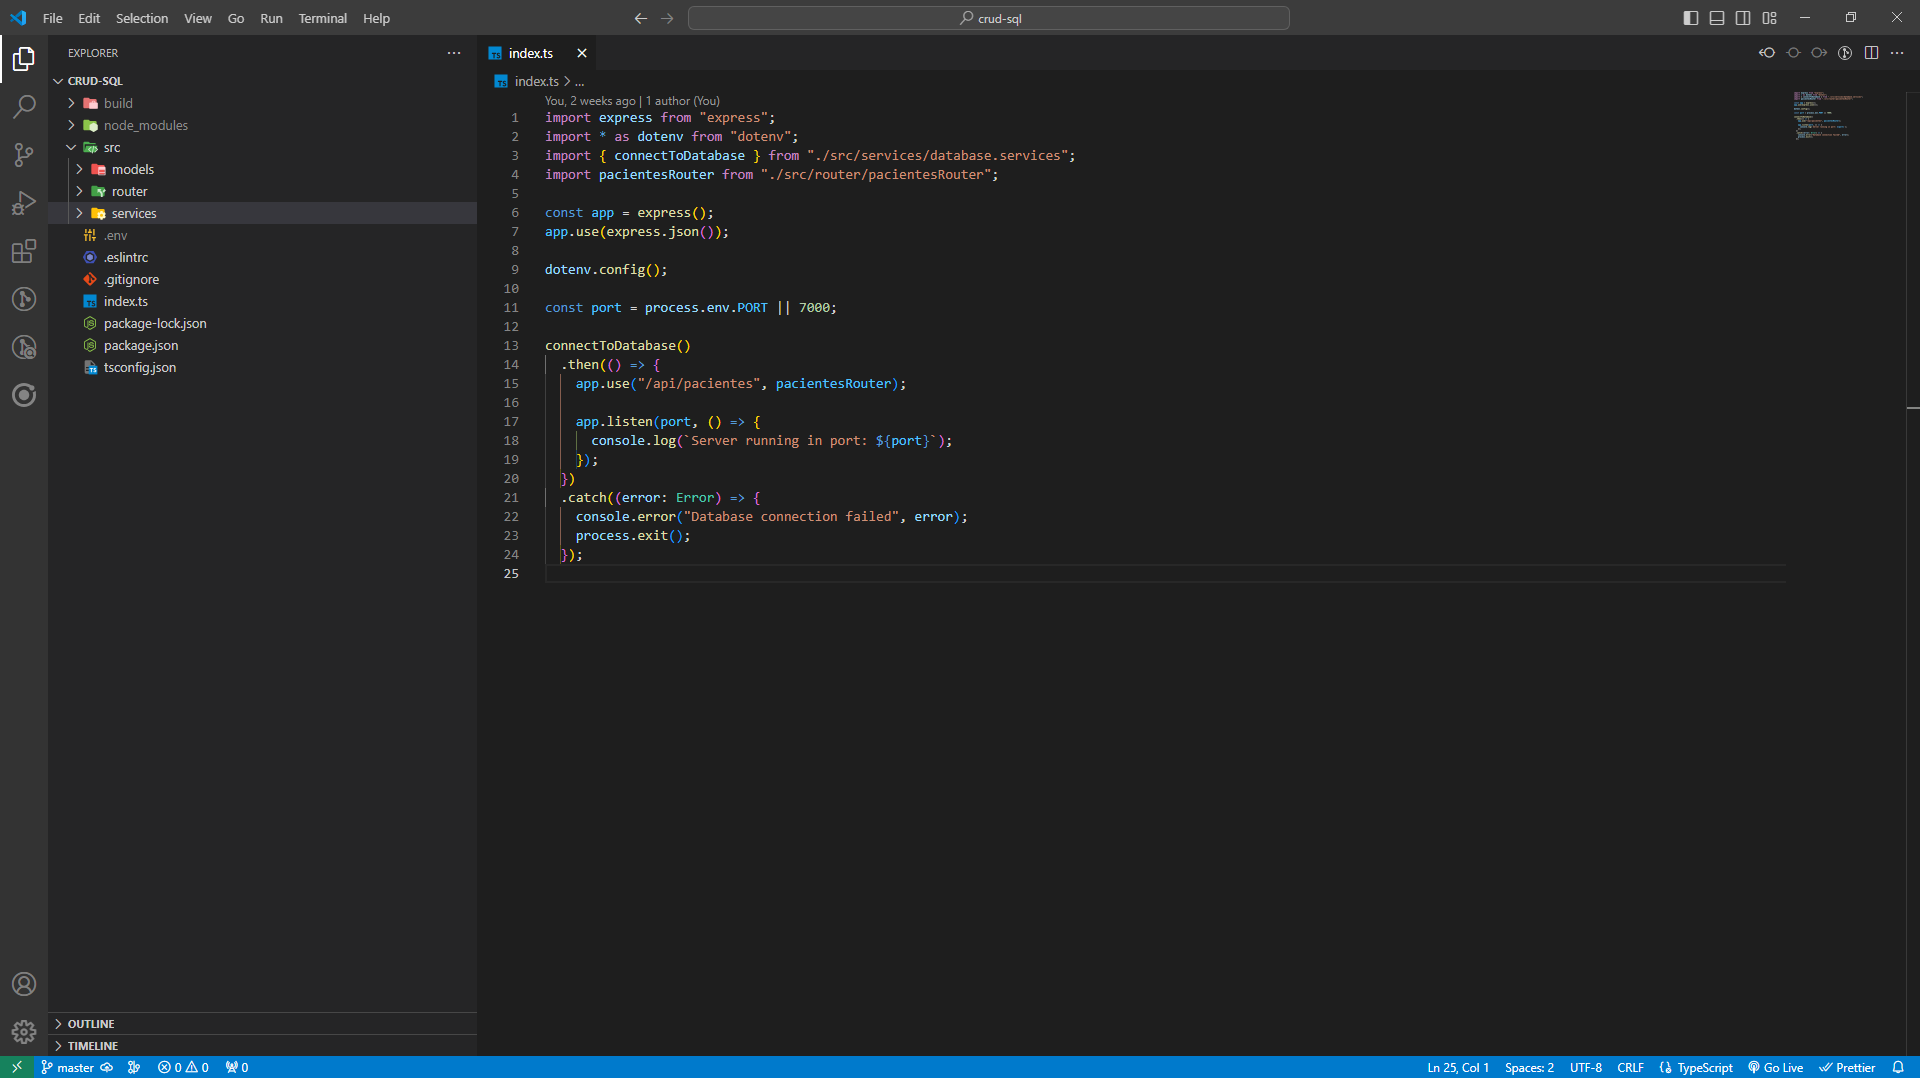 File Edit Selection View Go Run Terminal Help
crud-sql
EXPLORER
CRUD-SQL
build
node_modules
src
models
router
services
.env
.eslintrc
.gitignore
index.ts
package-lock.json
package.json
tsconfig.json
OUTLINE
TIMELINE
index.ts
index.ts > ...
You, 2 weeks ago | 1 author (You)
1 import express from "express";
2 import * as dotenv from "dotenv";
3 import { connectToDatabase } from "./src/services/database.services";
4 import pacientesRouter from "./src/router/pacientesRouter";
5
6 const app = express();
7 app.use(express.json());
8
9 dotenv.config();
10
11 const port = process.env.PORT || 7000;
12
13 connectToDatabase()
14 .then(() => {
15 app.use("/api/pacientes", pacientesRouter);
16
17 app.listen(port, () => {
18 console.log(`Server running in port: ${port}`);
19 });
20 })
21 .catch((error: Error) => {
22 console.error("Database connection failed", error);
23 process.exit();
24 });
25
master 0 0 0 Ln 25, Col 1 Spaces: 2 UTF-8 CRLF TypeScript Go Live Prettier